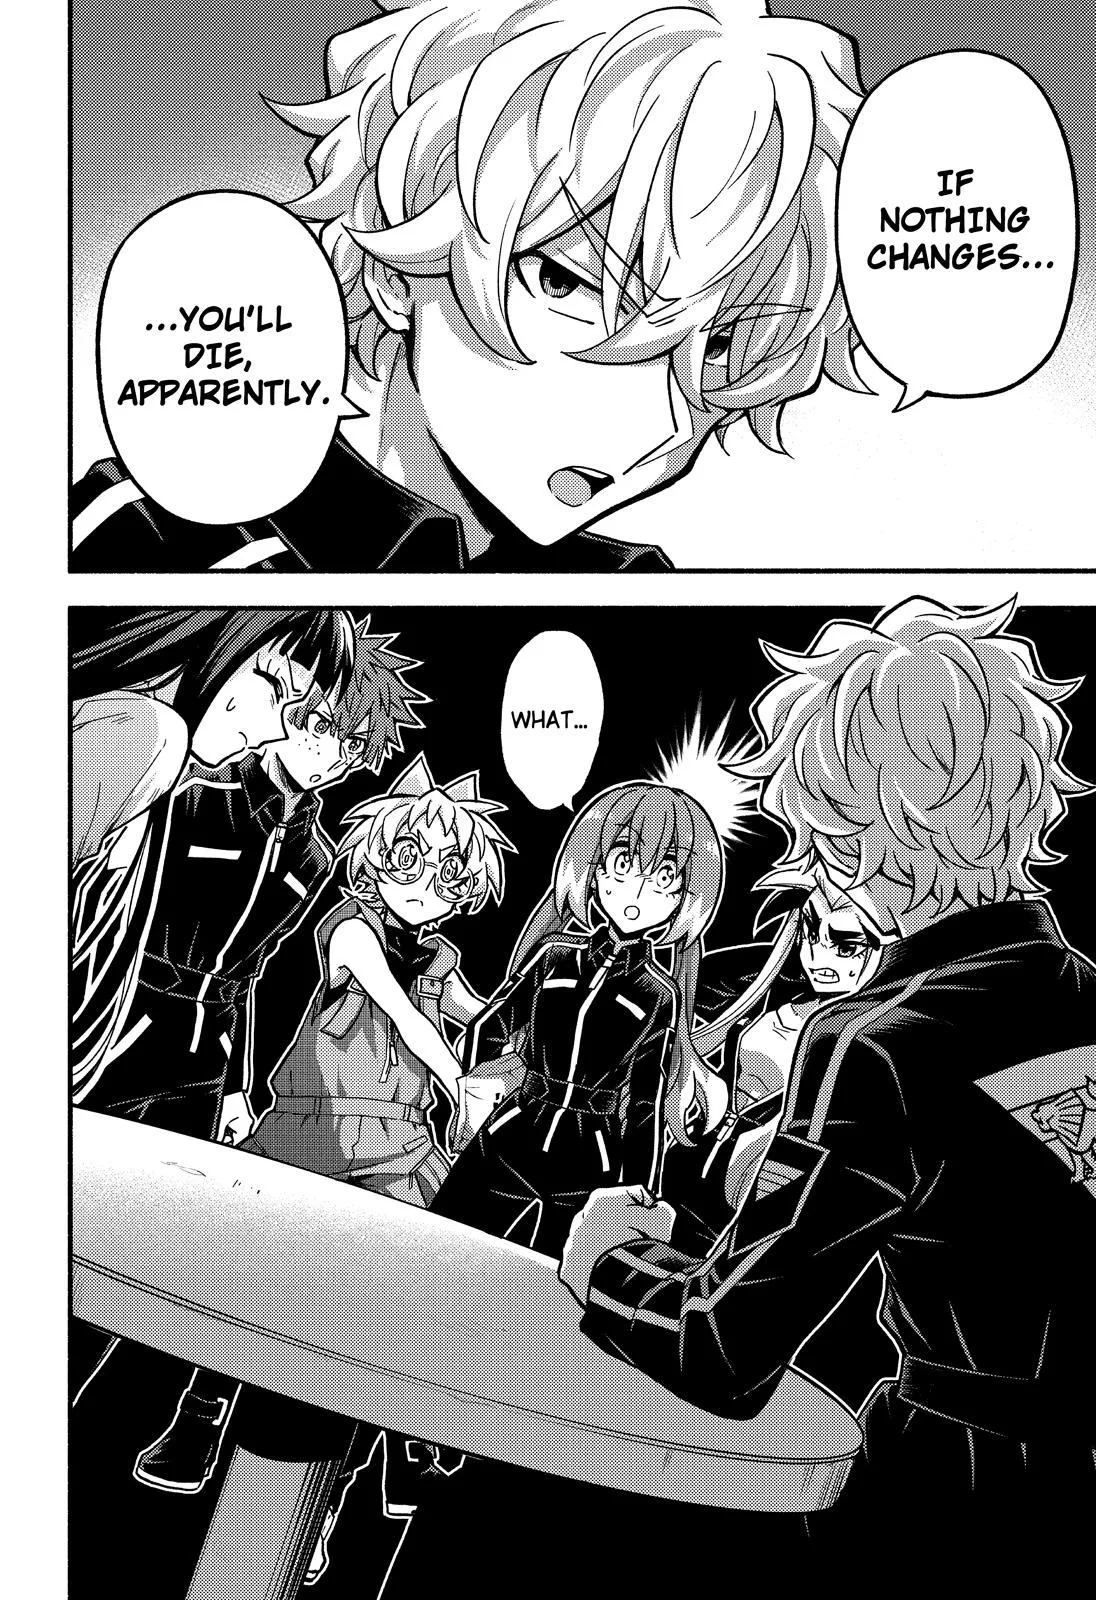 IF
NOTHING
CHANGES...
...YOU'LL
DIE,
APPARENTLY.
WHAT...